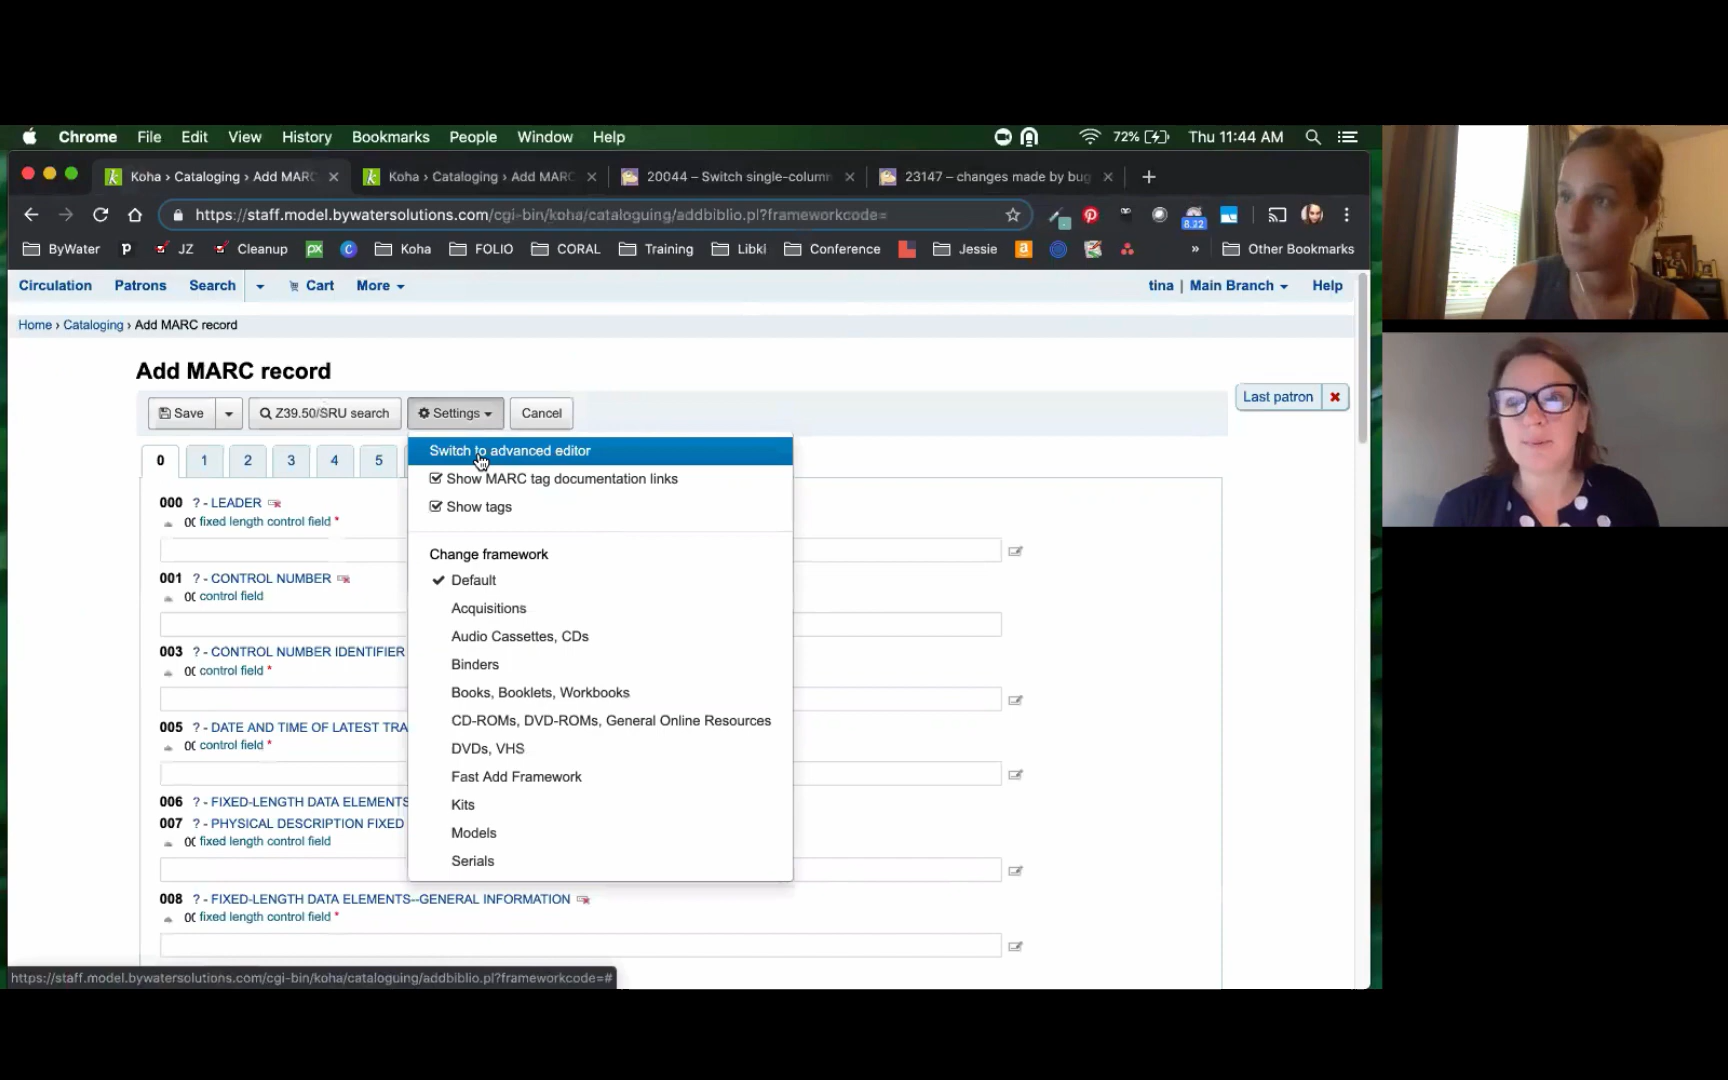 Chrome File Edit View History Bookmarks People Window Help 72% Thu 11:44 AM
Koha › Cataloging › Add MARC Koha › Cataloging › Add MARC 20044 – Switch single-column 23147 – changes made by bug
https://staff.model.bywatersolutions.com/cgi-bin/koha/cataloguing/addbiblio.pl?frameworkcode= 8.22
ByWater P JZ Cleanup px C Koha FOLIO CORAL Training Libki Conference Jessie a » Other Bookmarks
Circulation Patrons Search Cart More tina | Main Branch Help
Home › Cataloging › Add MARC record
Add MARC record
Last patron
Save Z39.50/SRU search Settings Cancel
0 1 2 3 4 5
Switch to advanced editor
Show MARC tag documentation links
Show tags
Change framework
Default
Acquisitions
Audio Cassettes, CDs
Binders
Books, Booklets, Workbooks
CD-ROMs, DVD-ROMs, General Online Resources
DVDs, VHS
Fast Add Framework
Kits
Models
Serials
000 ? - LEADER
00 fixed length control field *
001 ? - CONTROL NUMBER
00 control field
003 ? - CONTROL NUMBER IDENTIFIER
00 control field *
005 ? - DATE AND TIME OF LATEST TRA
00 control field *
006 ? - FIXED-LENGTH DATA ELEMENTS
007 ? - PHYSICAL DESCRIPTION FIXED
00 fixed length control field
008 ? - FIXED-LENGTH DATA ELEMENTS--GENERAL INFORMATION
00 fixed length control field *
https://staff.model.bywatersolutions.com/cgi-bin/koha/cataloguing/addbiblio.pl?frameworkcode=#